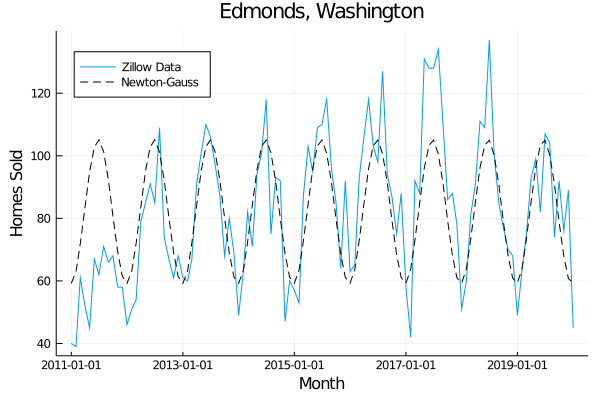 Edmonds, Washington
Zillow Data
Newton-Gauss
Homes Sold
120
100
80
60
40
2011-01-01 2013-01-01 2015-01-01 2017-01-01 2019-01-01
Month